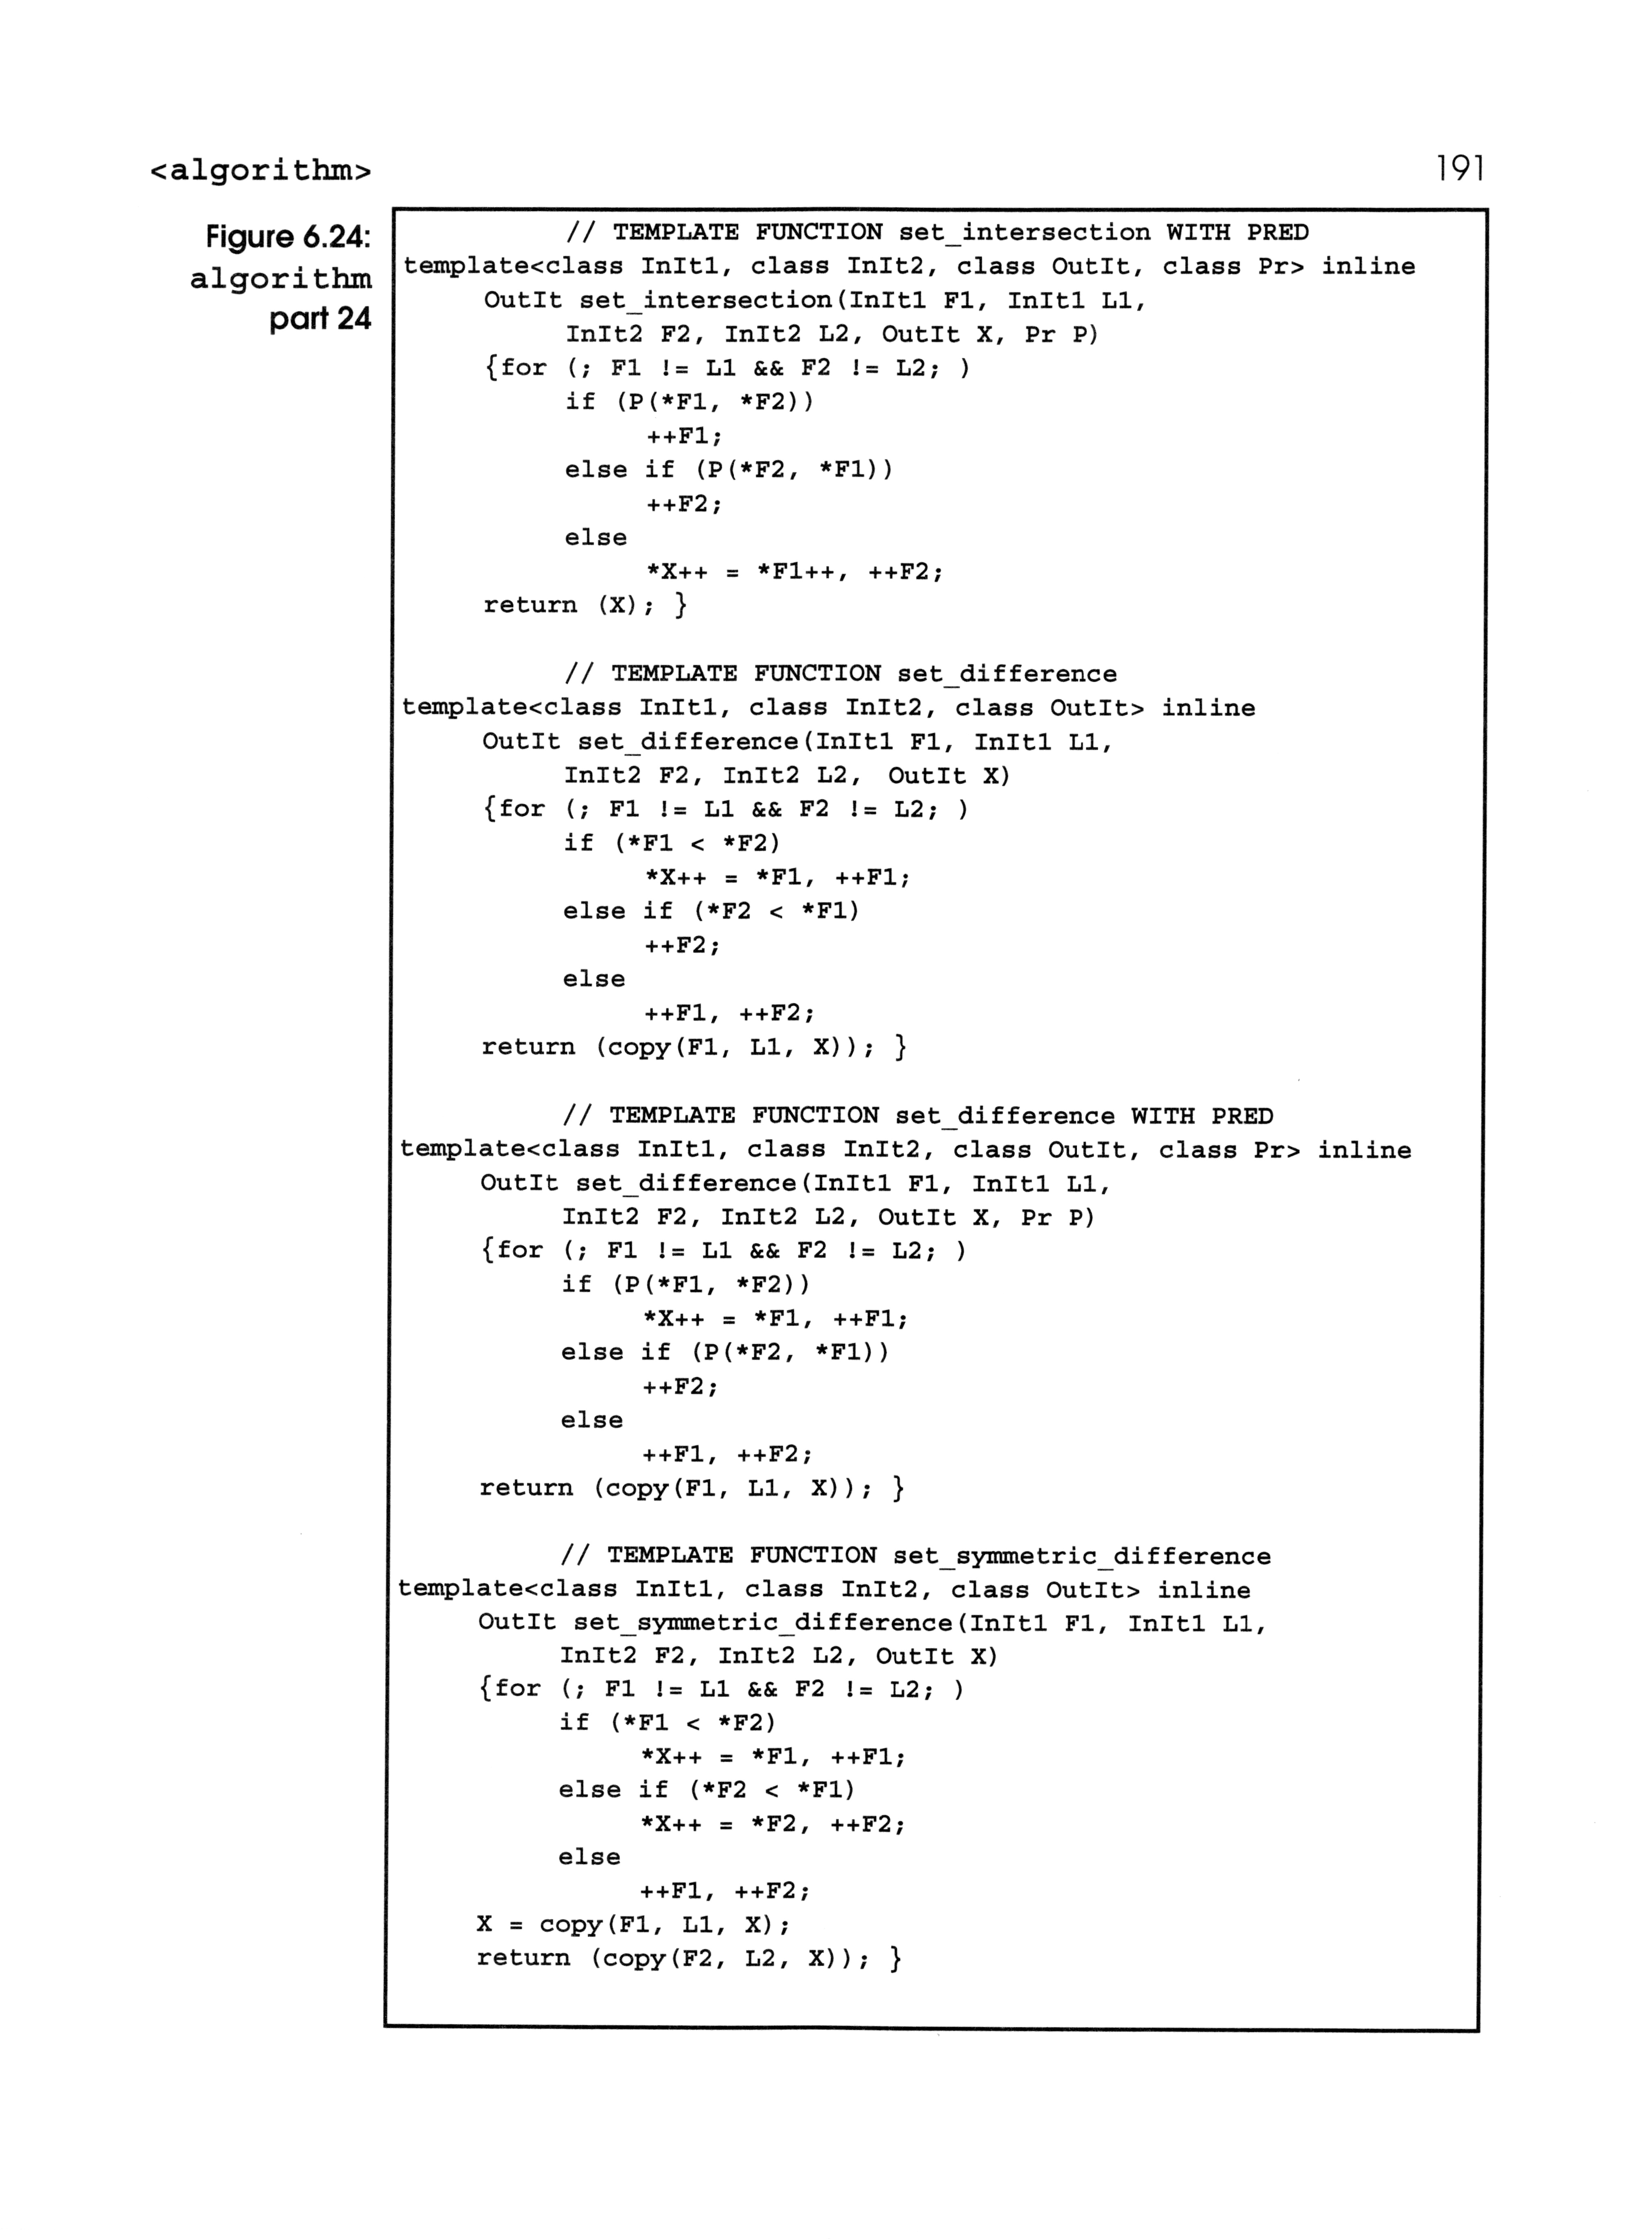 <algorithm>
191
Figure 6.24:
algorithm
part 24
// TEMPLATE FUNCTION set_intersection WITH PRED
template<class InIt1, class InIt2, class OutIt, class Pr> inline
OutIt set_intersection(InIt1 F1, InIt1 L1,
InIt2 F2, InIt2 L2, OutIt X, Pr P)
{for (; F1 != L1 && F2 != L2; )
if (P(*F1, *F2))
++F1;
else if (P(*F2, *F1))
++F2;
else
*X++ = *F1++, ++F2;
return (X); }
// TEMPLATE FUNCTION set_difference
template<class InIt1, class InIt2, class OutIt> inline
OutIt set_difference(InIt1 F1, InIt1 L1,
InIt2 F2, InIt2 L2, OutIt X)
{for (; F1 != L1 && F2 != L2; )
if (*F1 < *F2)
*X++ = *F1, ++F1;
else if (*F2 < *F1)
++F2;
else
++F1, ++F2;
return (copy(F1, L1, X)); }
// TEMPLATE FUNCTION set_difference WITH PRED
template<class InIt1, class InIt2, class OutIt, class Pr> inline
OutIt set_difference(InIt1 F1, InIt1 L1,
InIt2 F2, InIt2 L2, OutIt X, Pr P)
{for (; F1 != L1 && F2 != L2; )
if (P(*F1, *F2))
*X++ = *F1, ++F1;
else if (P(*F2, *F1))
++F2;
else
++F1, ++F2;
return (copy(F1, L1, X)); }
// TEMPLATE FUNCTION set_symmetric_difference
template<class InIt1, class InIt2, class OutIt> inline
OutIt set_symmetric_difference(InIt1 F1, InIt1 L1,
InIt2 F2, InIt2 L2, OutIt X)
{for (; F1 != L1 && F2 != L2; )
if (*F1 < *F2)
*X++ = *F1, ++F1;
else if (*F2 < *F1)
*X++ = *F2, ++F2;
else
++F1, ++F2;
X = copy(F1, L1, X);
return (copy(F2, L2, X)); }